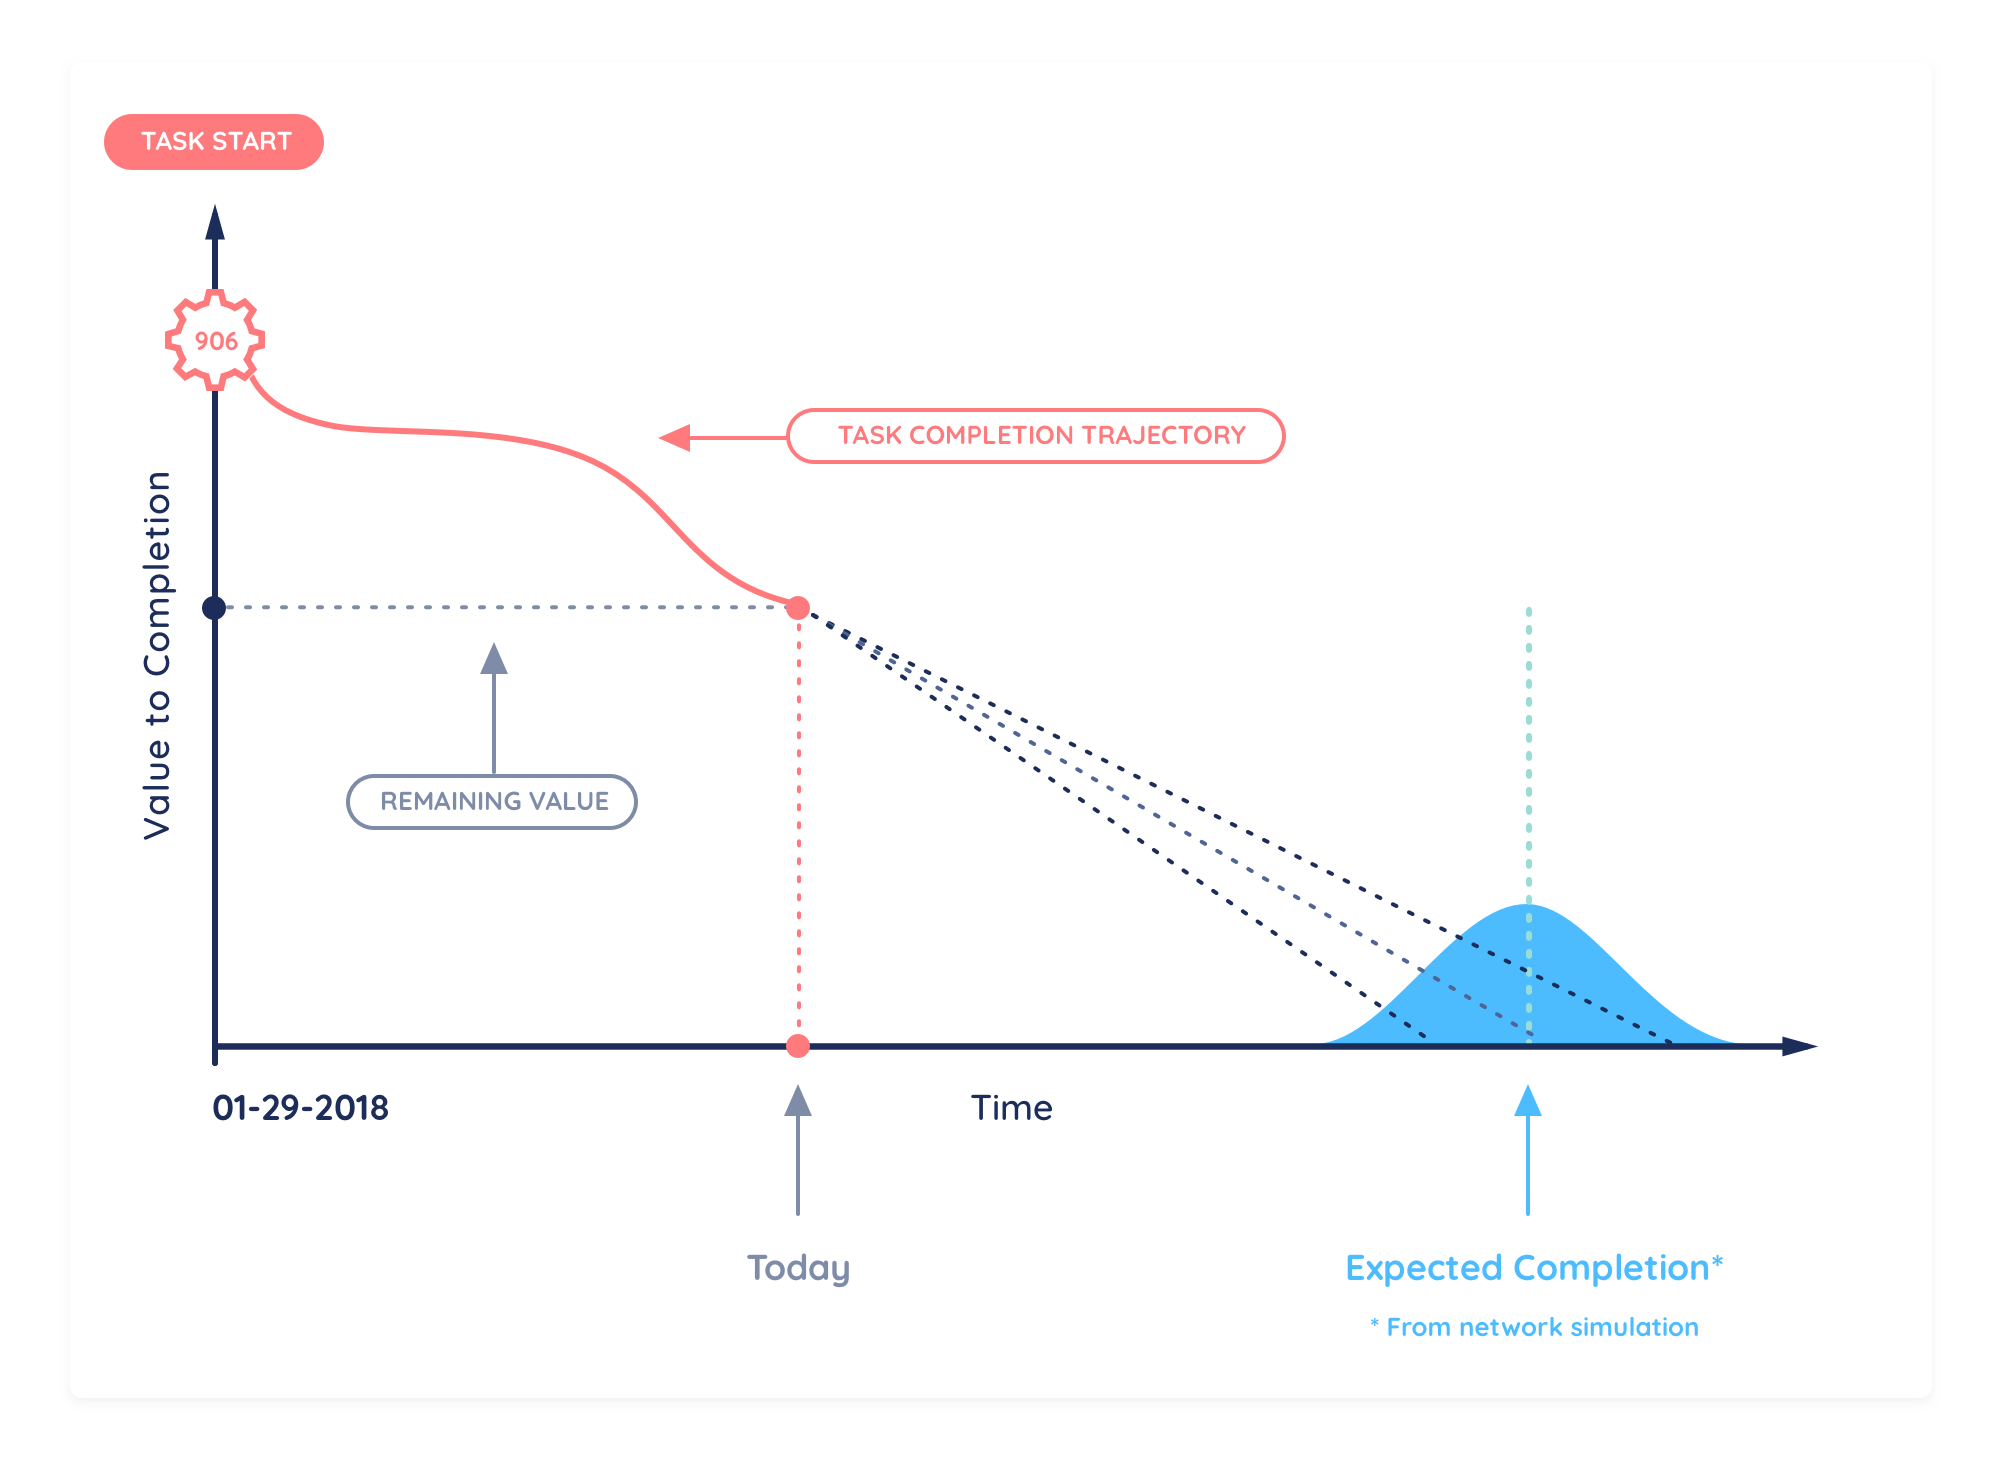 TASK START
906
TASK COMPLETION TRAJECTORY
Value to Completion
REMAINING VALUE
01-29-2018
Time
Today
Expected Completion*
* From network simulation